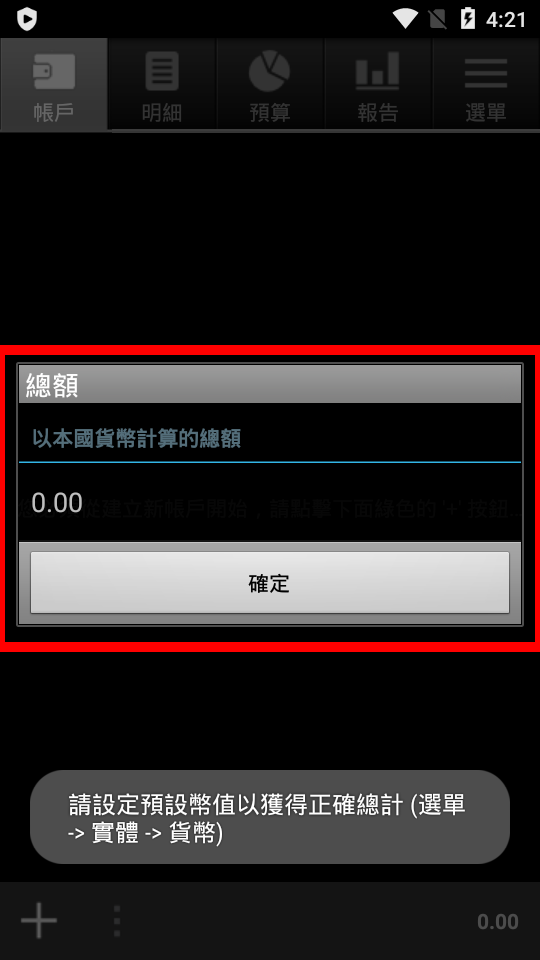 4:21
帳戶
明細
預算
報告
選單
總額
以本國貨幣計算的總額
0.00
從建立新帳戶開始，請點擊下面綠色的 '+' 按鈕...
確定
請設定預設幣值以獲得正確總計 (選單
-> 實體 -> 貨幣)
0.00